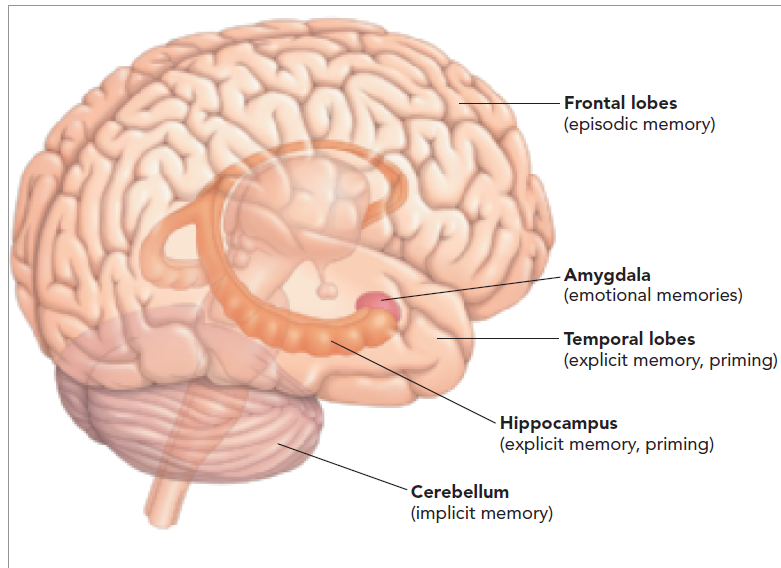 Frontal lobes
(episodic memory)
Amygdala
(emotional memories)
Temporal lobes
(explicit memory, priming)
Hippocampus
(explicit memory, priming)
Cerebellum
(implicit memory)